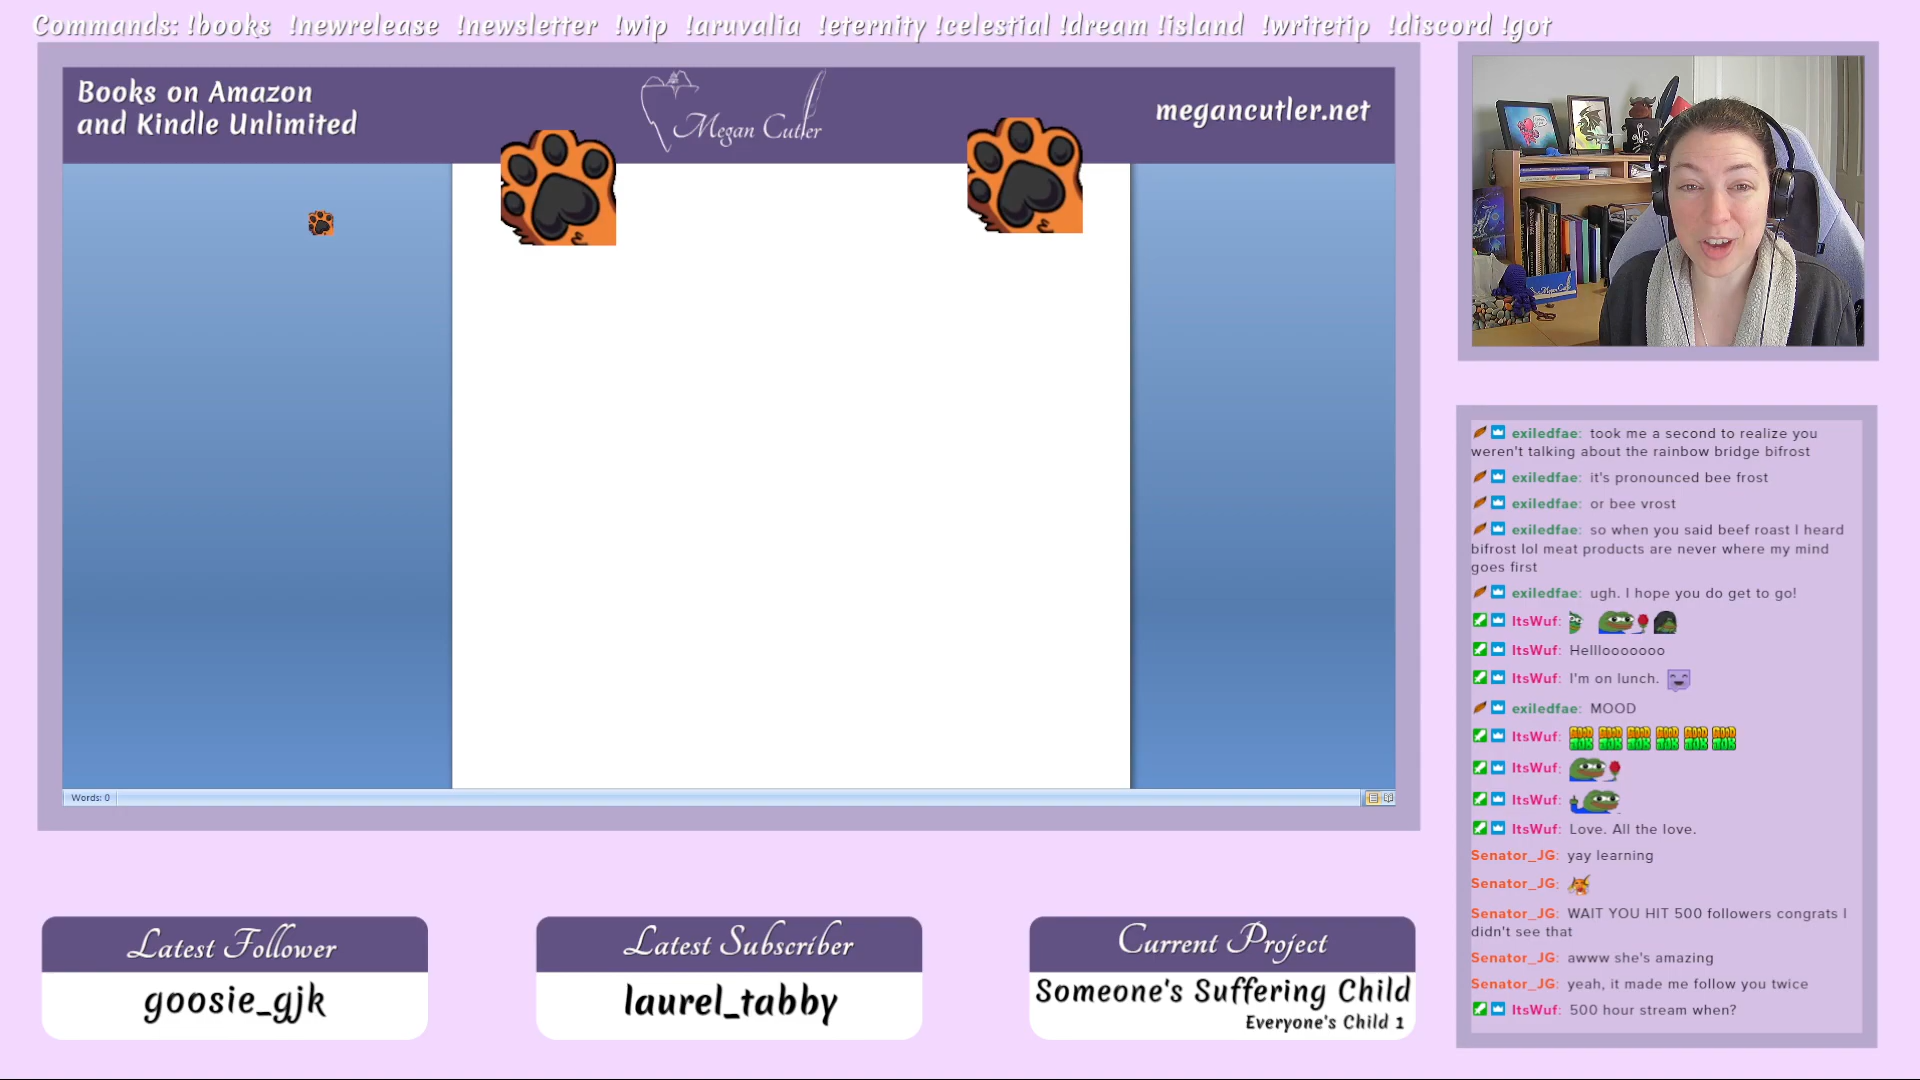 Commands: !books !newrelease !newsletter !wip !aruvalia !eternity !celestial !dream !island !writetip !discord !got
Books on Amazon
and Kindle Unlimited
Megan Cutler
megancutler.net
Words: 0
exiledfae: took me a second to realize you
weren't talking about the rainbow bridge bifrost
exiledfae: it's pronounced bee frost
exiledfae: or bee vrost
exiledfae: so when you said beef roast I heard
bifrost lol meat products are never where my mind
goes first
exiledfae: ugh. I hope you do get to go!
ItsWuf:
ItsWuf: Hellloooooooo
ItsWuf: I'm on lunch.
exiledfae: MOOD
ItsWuf:
ItsWuf:
ItsWuf:
ItsWuf: Love. All the love.
Senator_JG: yay learning
Senator_JG:
Senator_JG: WAIT YOU HIT 500 followers congrats I
didn't see that
Senator_JG: awww she's amazing
Senator_JG: yeah, it made me follow you twice
ItsWuf: 500 hour stream when?
Latest Follower
goosie_gjk
Latest Subscriber
laurel_tabby
Current Project
Someone's Suffering Child
Everyone's Child 1